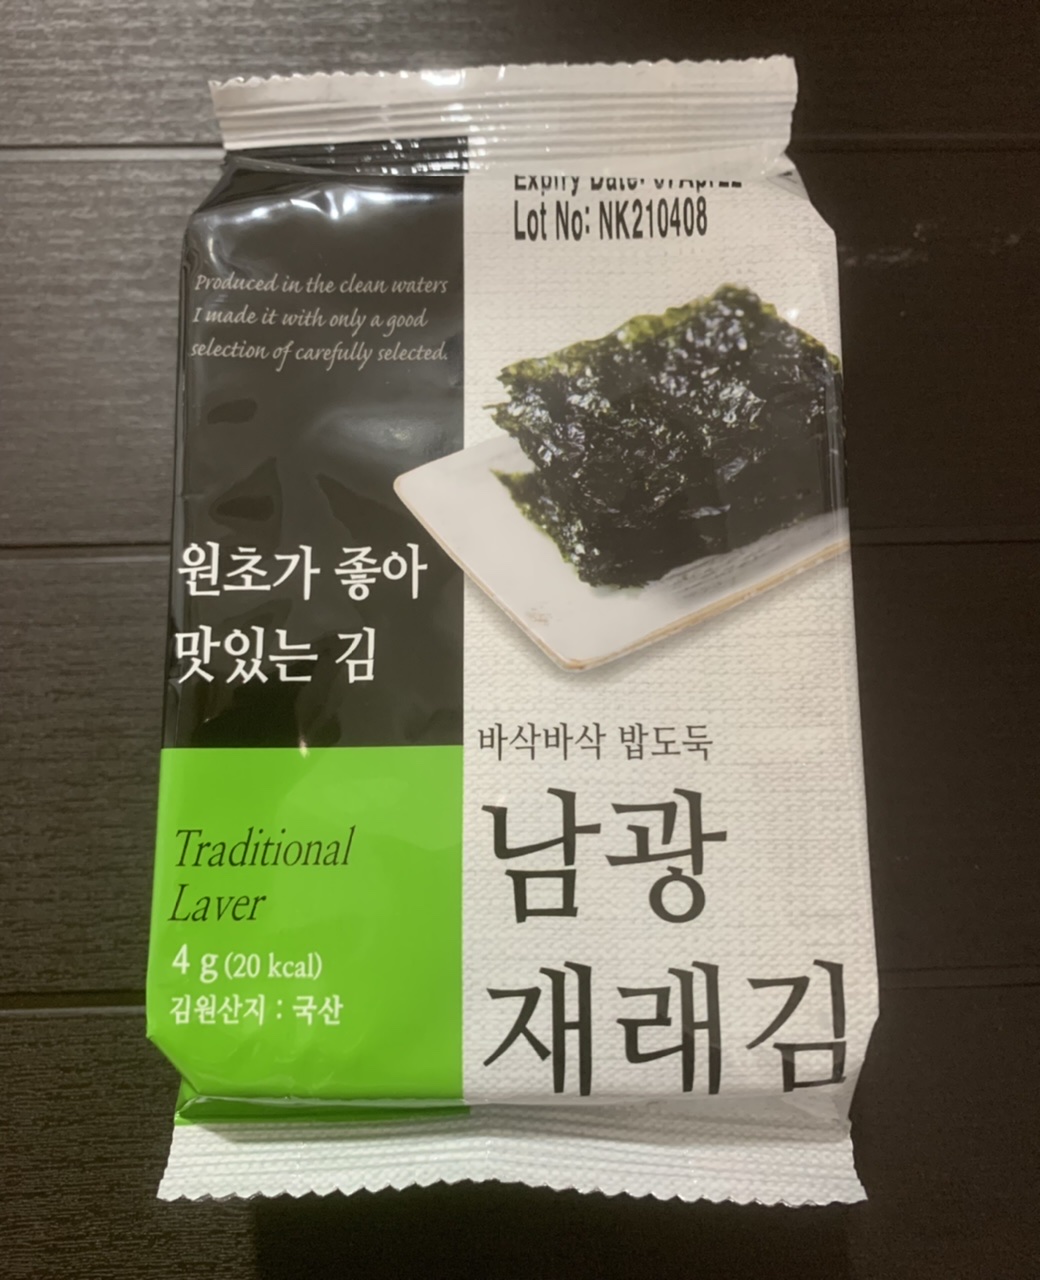 Expiry Date: 07Apr22
Lot No: NK210408
Produced in the clean waters
I made it with only a good
selection of carefully selected.
원초가 좋아
맛있는 김
바삭바삭 밥도둑
남광
재래김
Traditional
Laver
4 g (20 kcal)
김원산지 : 국산